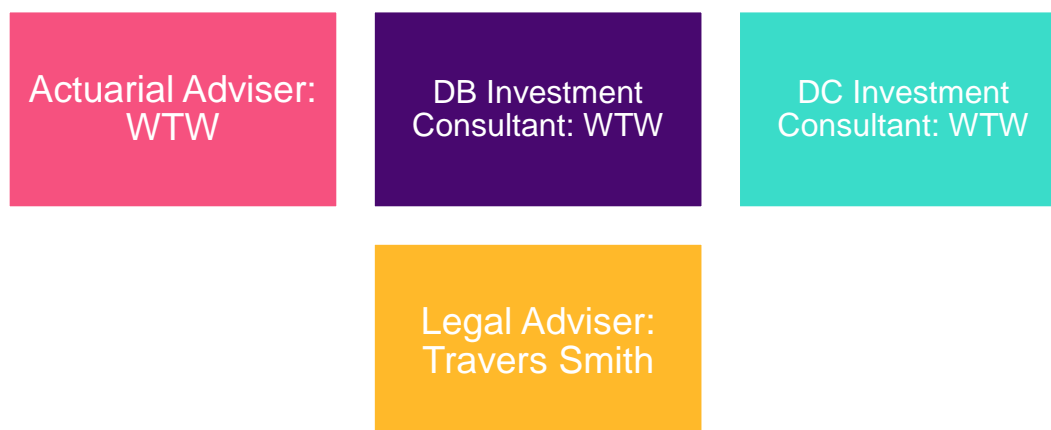 Actuarial Adviser:
WTW
DB Investment
Consultant: WTW
DC Investment
Consultant: WTW
Legal Adviser:
Travers Smith